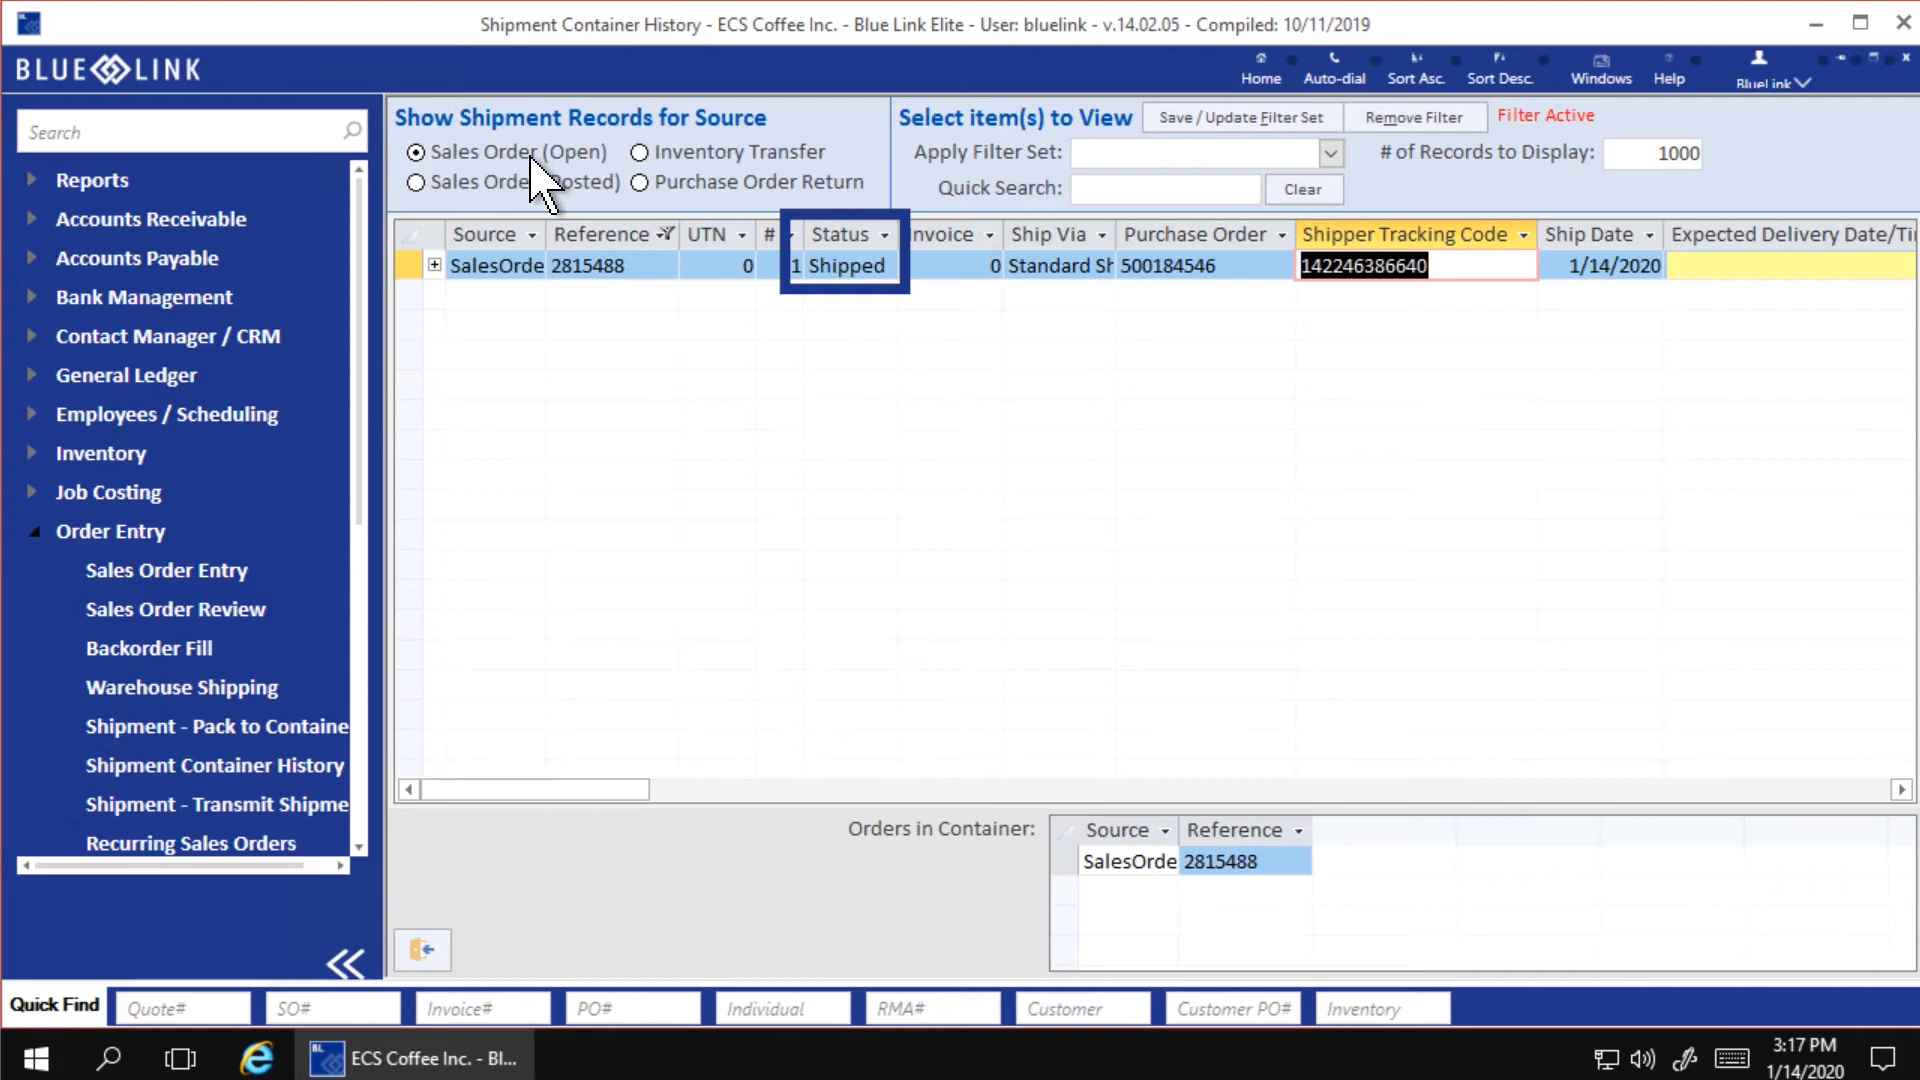 Shipment Container History - ECS Coffee Inc. - Blue Link Elite - User: bluelink - v.14.02.05 - Compiled: 10/11/2019
BLUE LINK
Home Auto-dial Sort Asc. Sort Desc. Windows Help BlueLink
Search
Reports
Accounts Receivable
Accounts Payable
Bank Management
Contact Manager / CRM
General Ledger
Employees / Scheduling
Inventory
Job Costing
Order Entry
Sales Order Entry
Sales Order Review
Backorder Fill
Warehouse Shipping
Shipment - Pack to Containe
Shipment Container History
Shipment - Transmit Shipme
Recurring Sales Orders
Show Shipment Records for Source
Sales Order (Open) Inventory Transfer
Sales Orde Posted) Purchase Order Return
Select item(s) to View Save / Update Filter Set Remove Filter Filter Active
Apply Filter Set: # of Records to Display: 1000
Quick Search: Clear
Source Reference UTN # Status nvoice Ship Via Purchase Order Shipper Tracking Code Ship Date Expected Delivery Date/Ti
SalesOrde 2815488 0 1 Shipped 0 Standard Sh 500184546 142246386640 1/14/2020
Orders in Container: Source Reference
SalesOrde 2815488
Quick Find Quote# SO# Invoice# PO# Individual RMA# Customer Customer PO# Inventory
BL ECS Coffee Inc. - Bl... 3:17 PM
1/14/2020